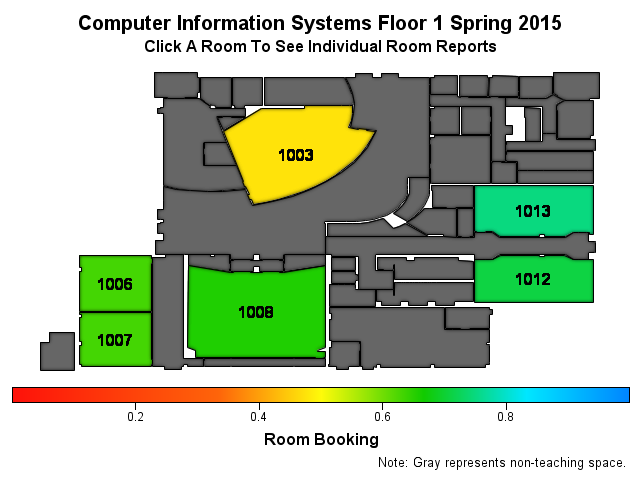 Computer Information Systems Floor 1 Spring 2015
Click A Room To See Individual Room Reports
1003
1013
1006
1012
1008
1007
0.2 0.4 0.6 0.8
Room Booking
Note: Gray represents non-teaching space.